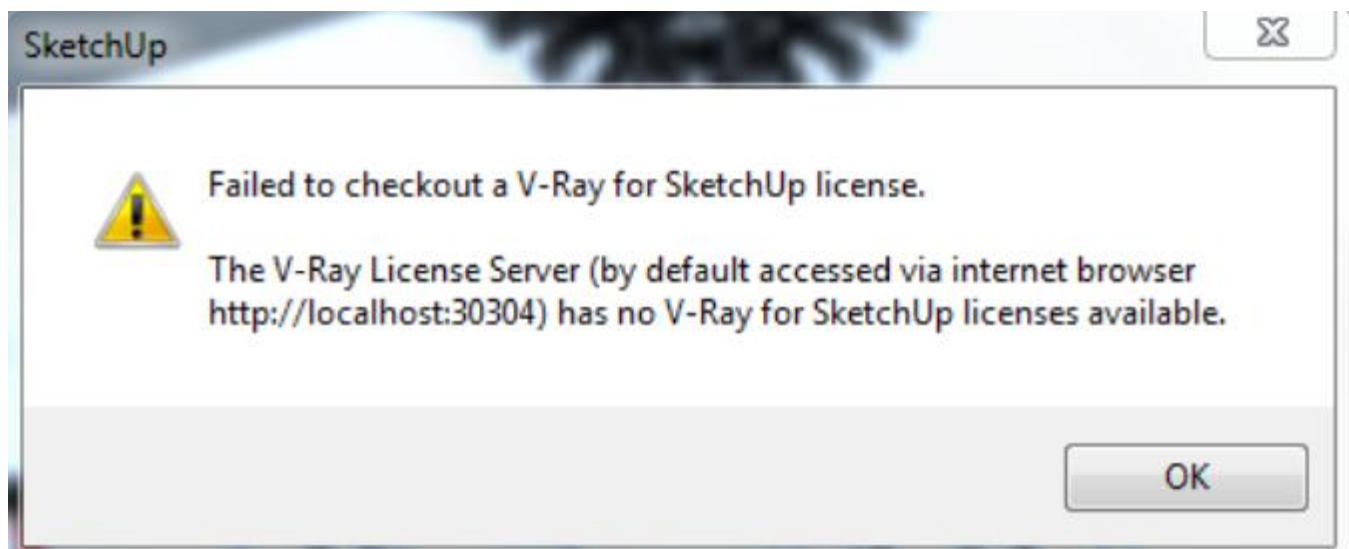 SketchUp
Failed to checkout a V-Ray for SketchUp license.
The V-Ray License Server (by default accessed via internet browser
http://localhost:30304) has no V-Ray for SketchUp licenses available.
OK